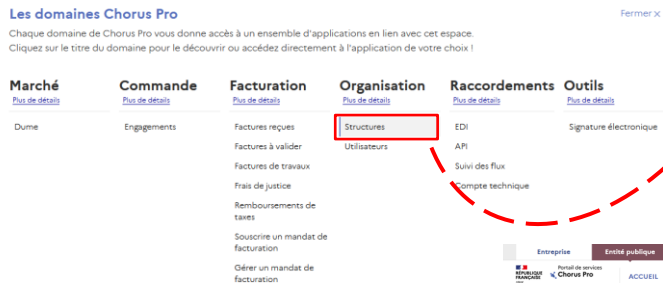 Les domaines Chorus Pro
Fermer x
Chaque domaine de Chorus Pro vous donne accès à un ensemble d'applications en lien avec cet espace.
Cliquez sur le titre du domaine pour le découvrir ou accédez directement à l'application de votre choix !
Marché
Plus de détails
Dume
Commande
Plus de détails
Engagements
Facturation
Plus de détails
Factures reçues
Factures à valider
Factures de travaux
Frais de justice
Remboursements de
taxes
Souscrire un mandat de
facturation
Gérer un mandat de
facturation
Organisation
Plus de détails
Structures
Utilisateurs
Raccordements
Plus de détails
EDI
API
Suivi des flux
Compte technique
Outils
Plus de détails
Signature électronique
Entreprise
Entité publique
RÉPUBLIQUE
FRANÇAISE
Portail de services
Chorus Pro
ACCUEIL